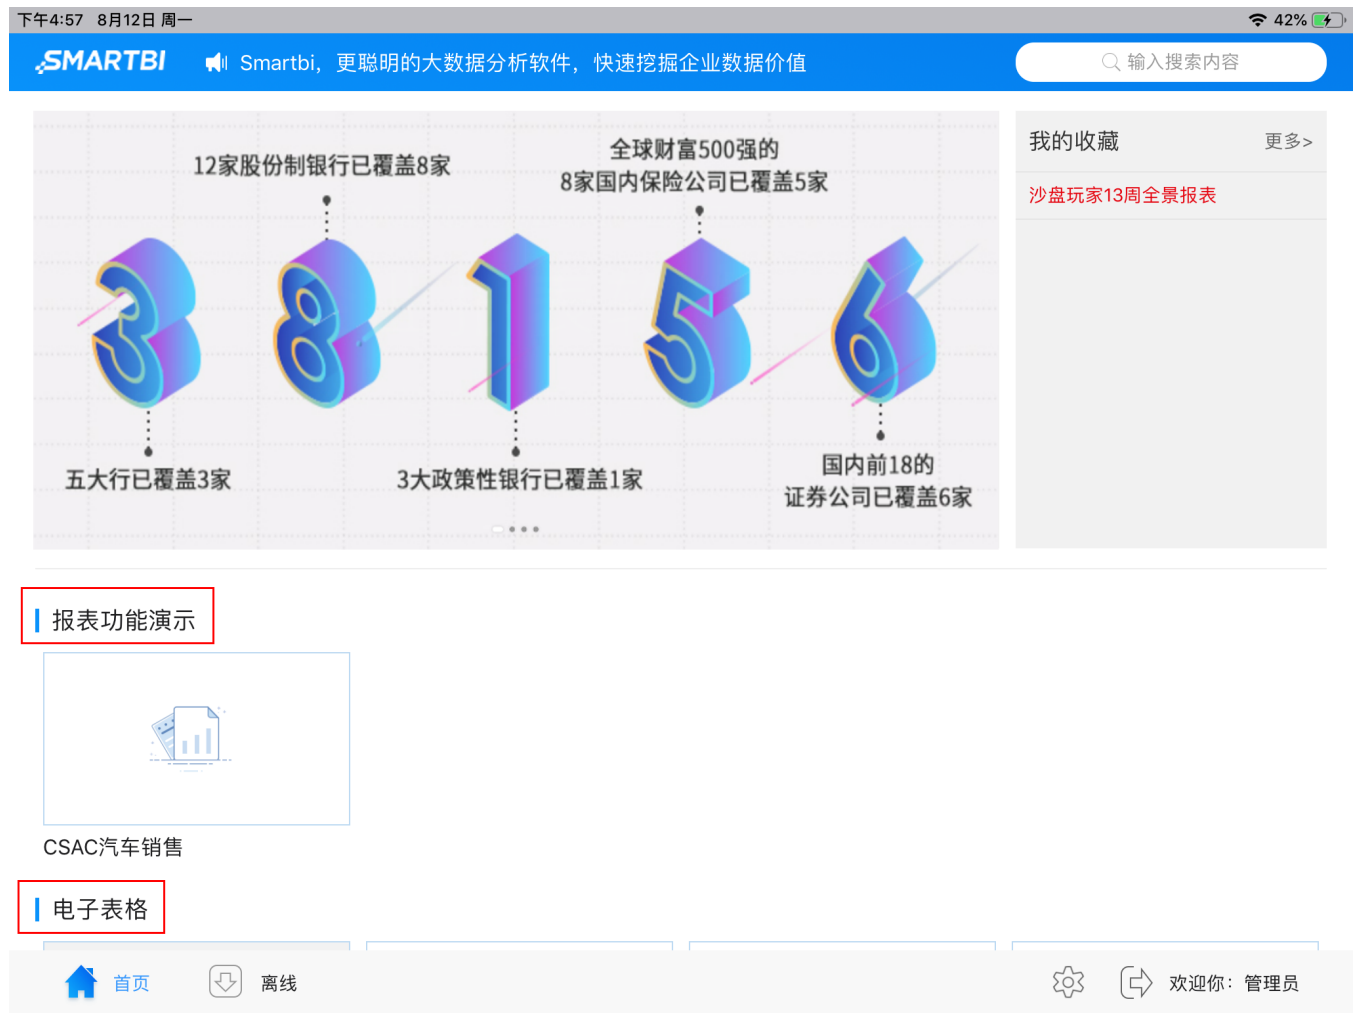 下午4:57 8月12日 周一
42%
SMARTBI
Smartbi，更聪明的大数据分析软件，快速挖掘企业数据价值
输入搜索内容
12家股份制银行已覆盖8家
全球财富500强的
8家国内保险公司已覆盖5家
3 8 1 5 6
五大行已覆盖3家
3大政策性银行已覆盖1家
国内前18的
证券公司已覆盖6家
我的收藏
更多>
沙盘玩家13周全景报表
报表功能演示
CSAC汽车销售
电子表格
首页
离线
欢迎你：管理员